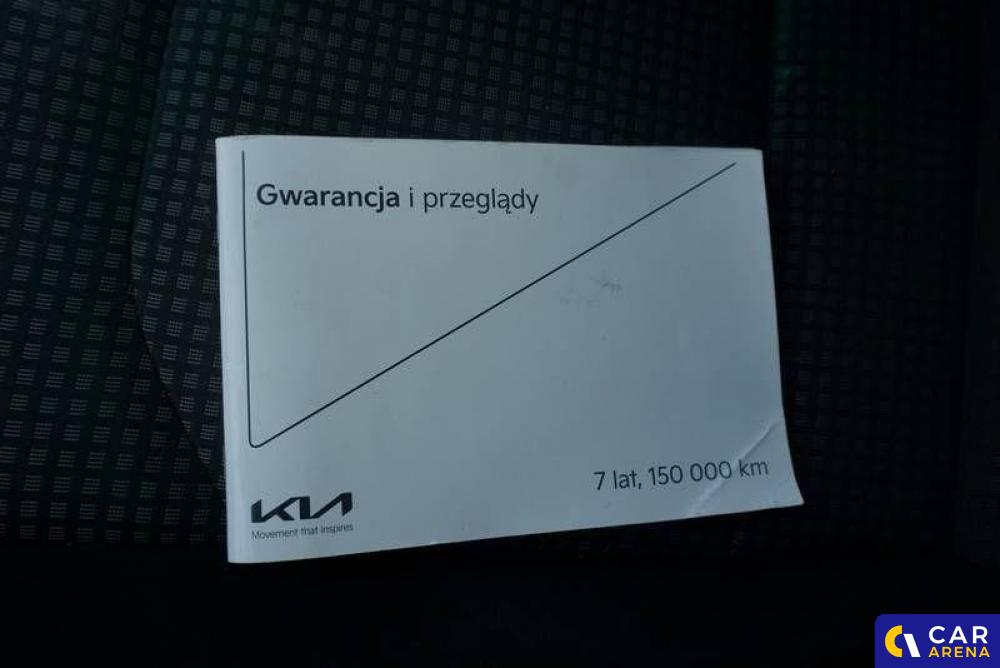 Gwarancja i przeglądy
7 lat, 150 000 km
KIA
Movement that inspires
CAR
ARENA